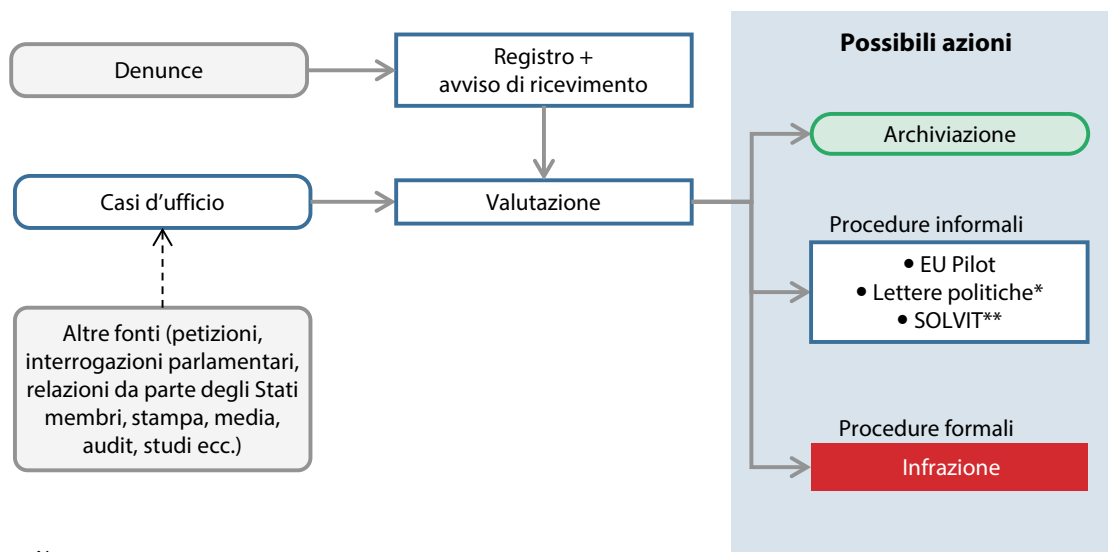 Possibili azioni
Denunce
Registro +
avviso di ricevimento
Archiviazione
Casi d'ufficio
Valutazione
Procedure informali
• EU Pilot
• Lettere politiche*
• SOLVIT**
Altre fonti (petizioni,
interrogazioni parlamentari,
relazioni da parte degli Stati
membri, stampa, media,
audit, studi ecc.)
Procedure formali
Infrazione